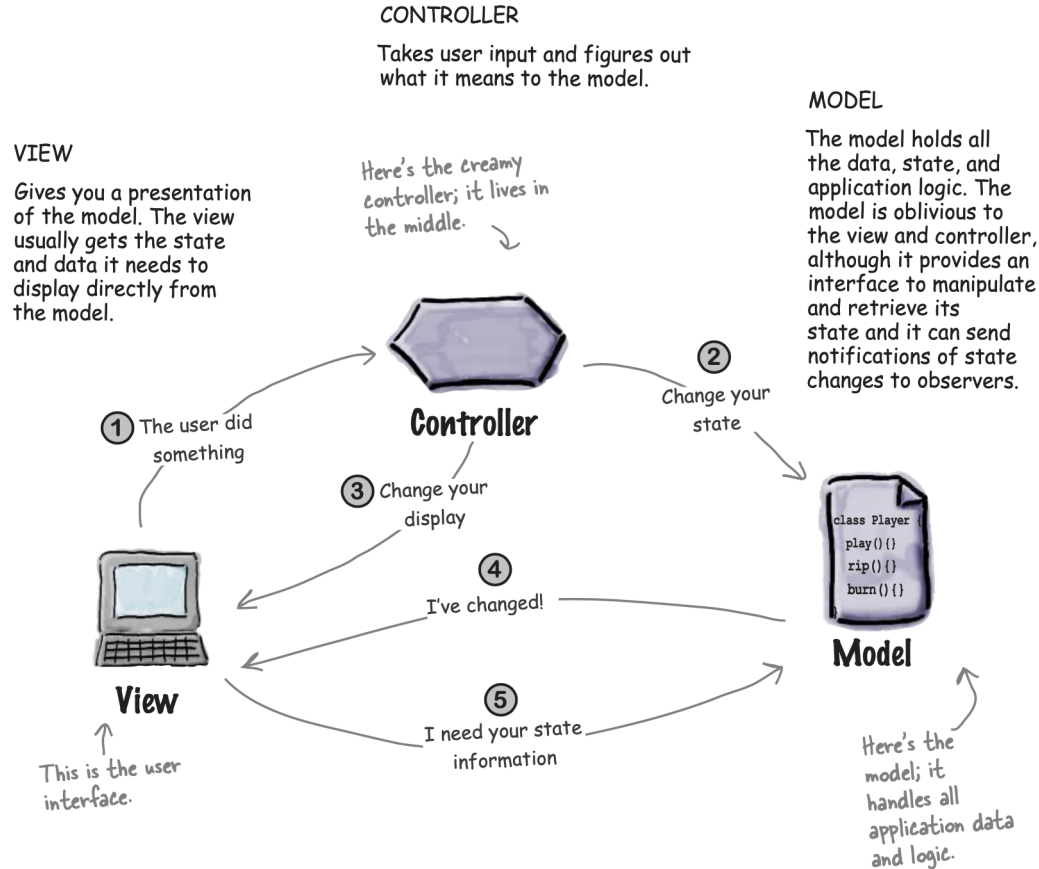 CONTROLLER
Takes user input and figures out
what it means to the model.
MODEL
The model holds all
the data, state, and
application logic. The
model is oblivious to
the view and controller,
although it provides an
interface to manipulate
and retrieve its
state and it can send
notifications of state
changes to observers.
VIEW
Gives you a presentation
of the model. The view
usually gets the state
and data it needs to
display directly from
the model.
Here's the creamy
controller; it lives in
the middle.
Controller
1 The user did
something
2
Change your
state
3 Change your
display
4
I've changed!
5
I need your state
information
class Player {
play(){}
rip(){}
burn(){}
}
Model
View
This is the user
interface.
Here's the
model; it
handles all
application data
and logic.